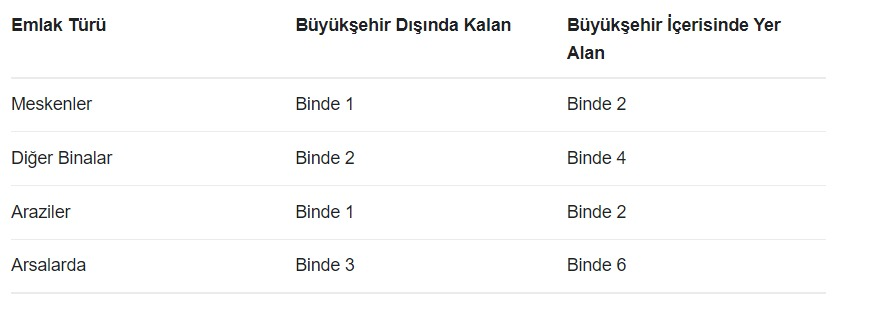 Emlak Türü Büyükşehir Dışında Kalan Büyükşehir İçerisinde Yer
Alan
Meskenler Binde 1 Binde 2
Diğer Binalar Binde 2 Binde 4
Araziler Binde 1 Binde 2
Arsalarda Binde 3 Binde 6